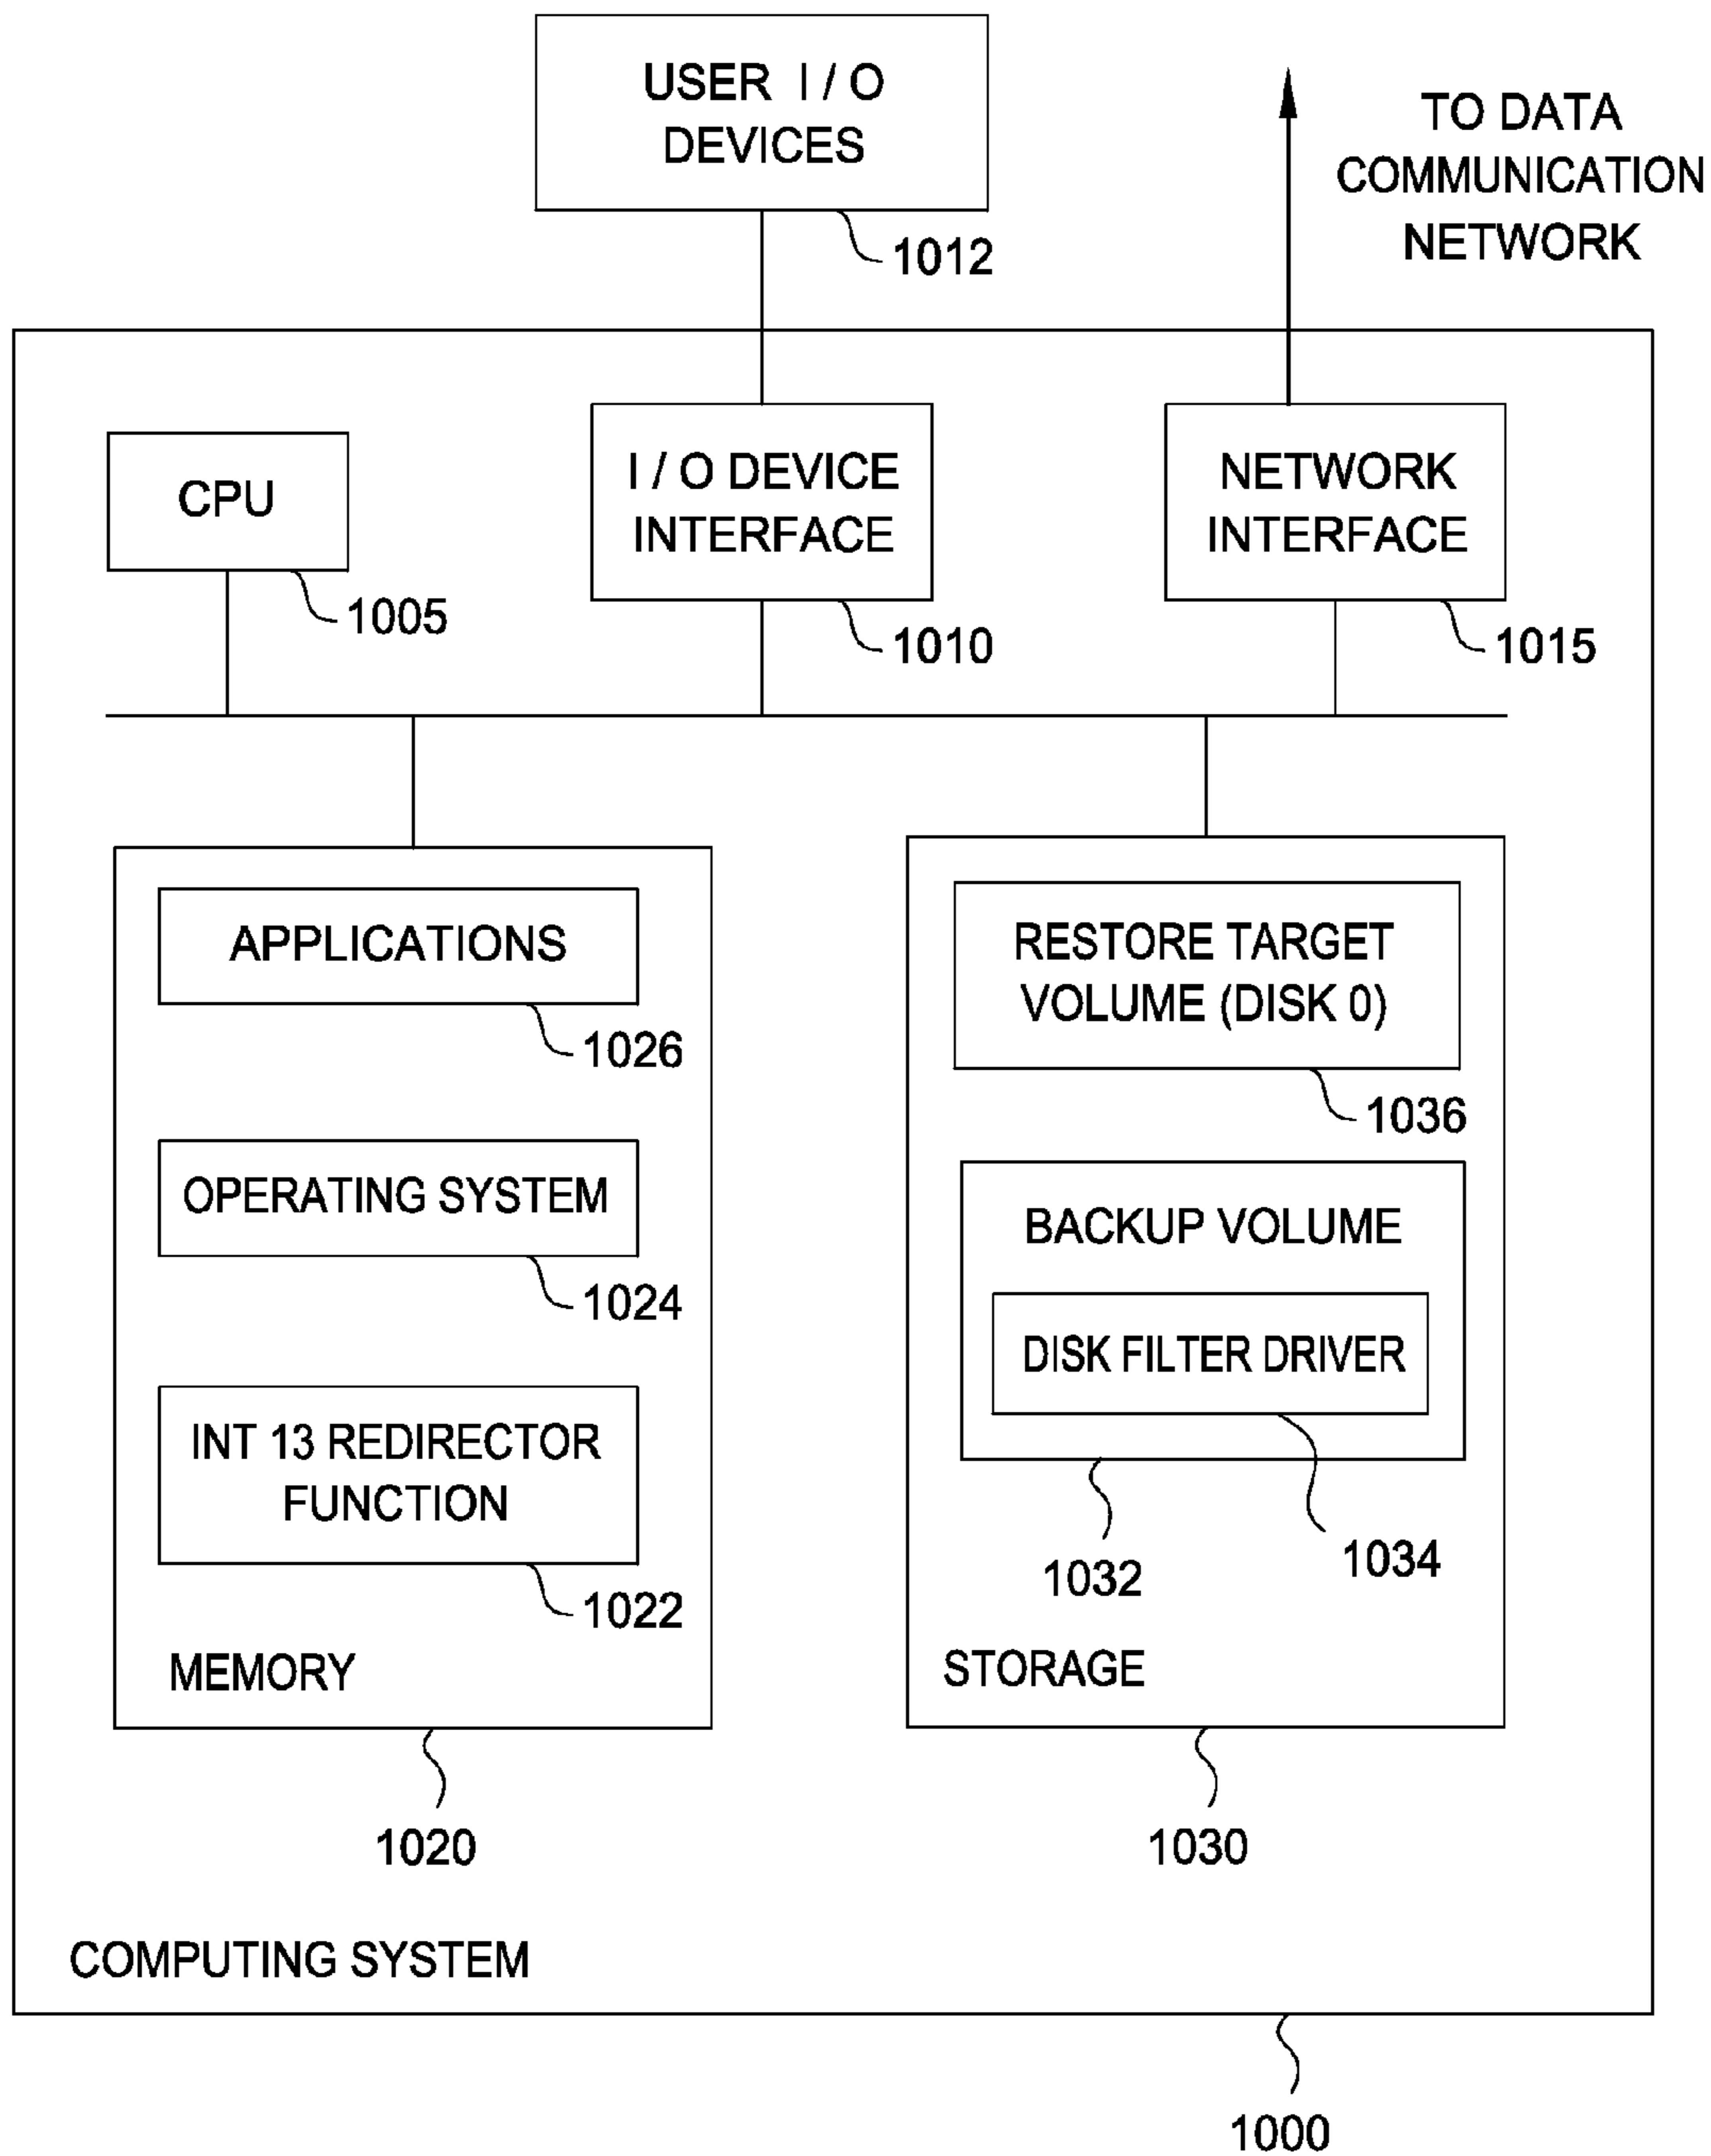 USER I / O
DEVICES
1012
TO DATA
COMMUNICATION
NETWORK
CPU
1005
I / O DEVICE
INTERFACE
1010
NETWORK
INTERFACE
1015
APPLICATIONS
1026
OPERATING SYSTEM
1024
INT 13 REDIRECTOR
FUNCTION
1022
MEMORY
1020
RESTORE TARGET
VOLUME (DISK 0)
1036
BACKUP VOLUME
DISK FILTER DRIVER
1032
1034
STORAGE
1030
COMPUTING SYSTEM
1000